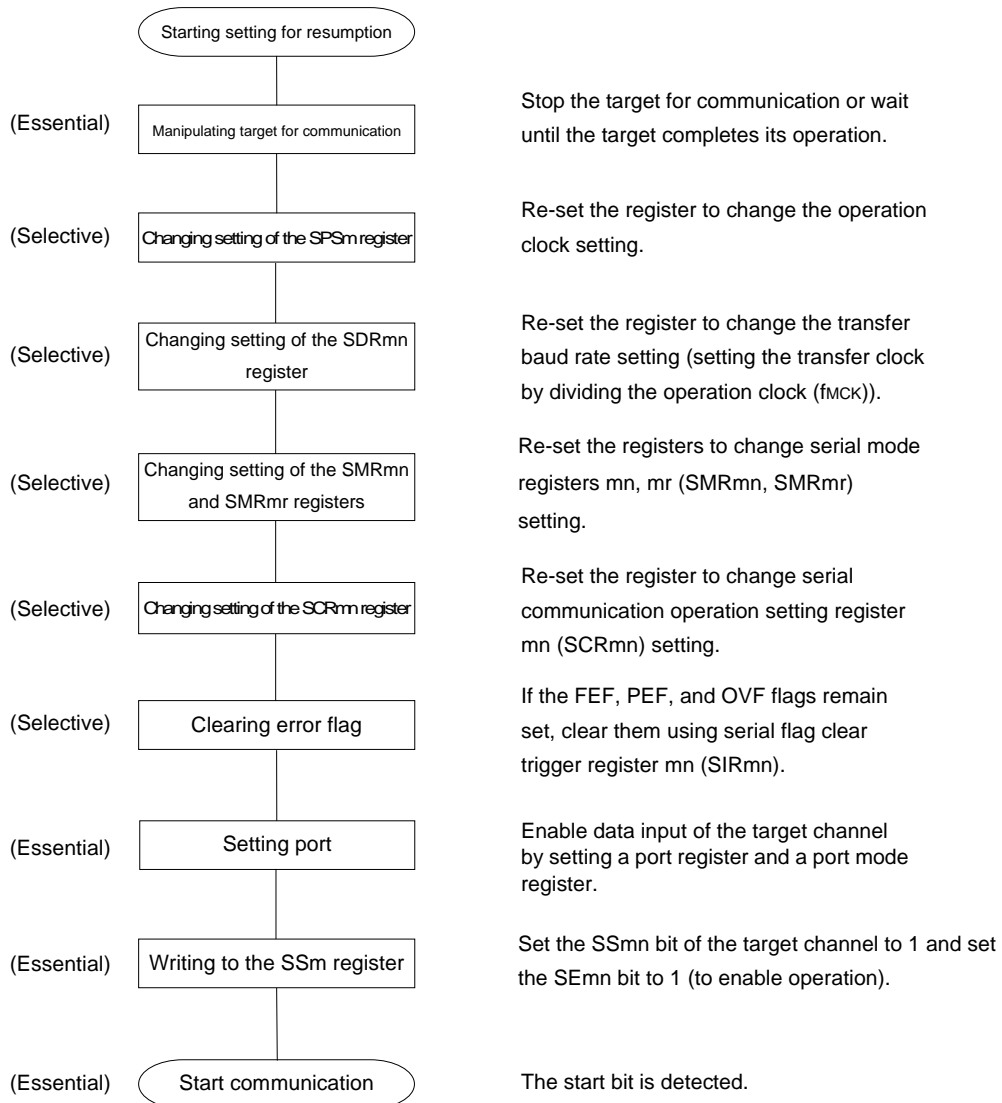 Starting setting for resumption
(Essential)
Manipulating target for communication
Stop the target for communication or wait
until the target completes its operation.
(Selective)
Changing setting of the SPSm register
Re-set the register to change the operation
clock setting.
(Selective)
Changing setting of the SDRmn
register
Re-set the register to change the transfer
baud rate setting (setting the transfer clock
by dividing the operation clock (fMCK)).
(Selective)
Changing setting of the SMRmn
and SMRmr registers
Re-set the registers to change serial mode
registers mn, mr (SMRmn, SMRmr)
setting.
(Selective)
Changing setting of the SCRmn register
Re-set the register to change serial
communication operation setting register
mn (SCRmn) setting.
(Selective)
Clearing error flag
If the FEF, PEF, and OVF flags remain
set, clear them using serial flag clear
trigger register mn (SIRmn).
(Essential)
Setting port
Enable data input of the target channel
by setting a port register and a port mode
register.
(Essential)
Writing to the SSm register
Set the SSmn bit of the target channel to 1 and set
the SEmn bit to 1 (to enable operation).
(Essential)
Start communication
The start bit is detected.